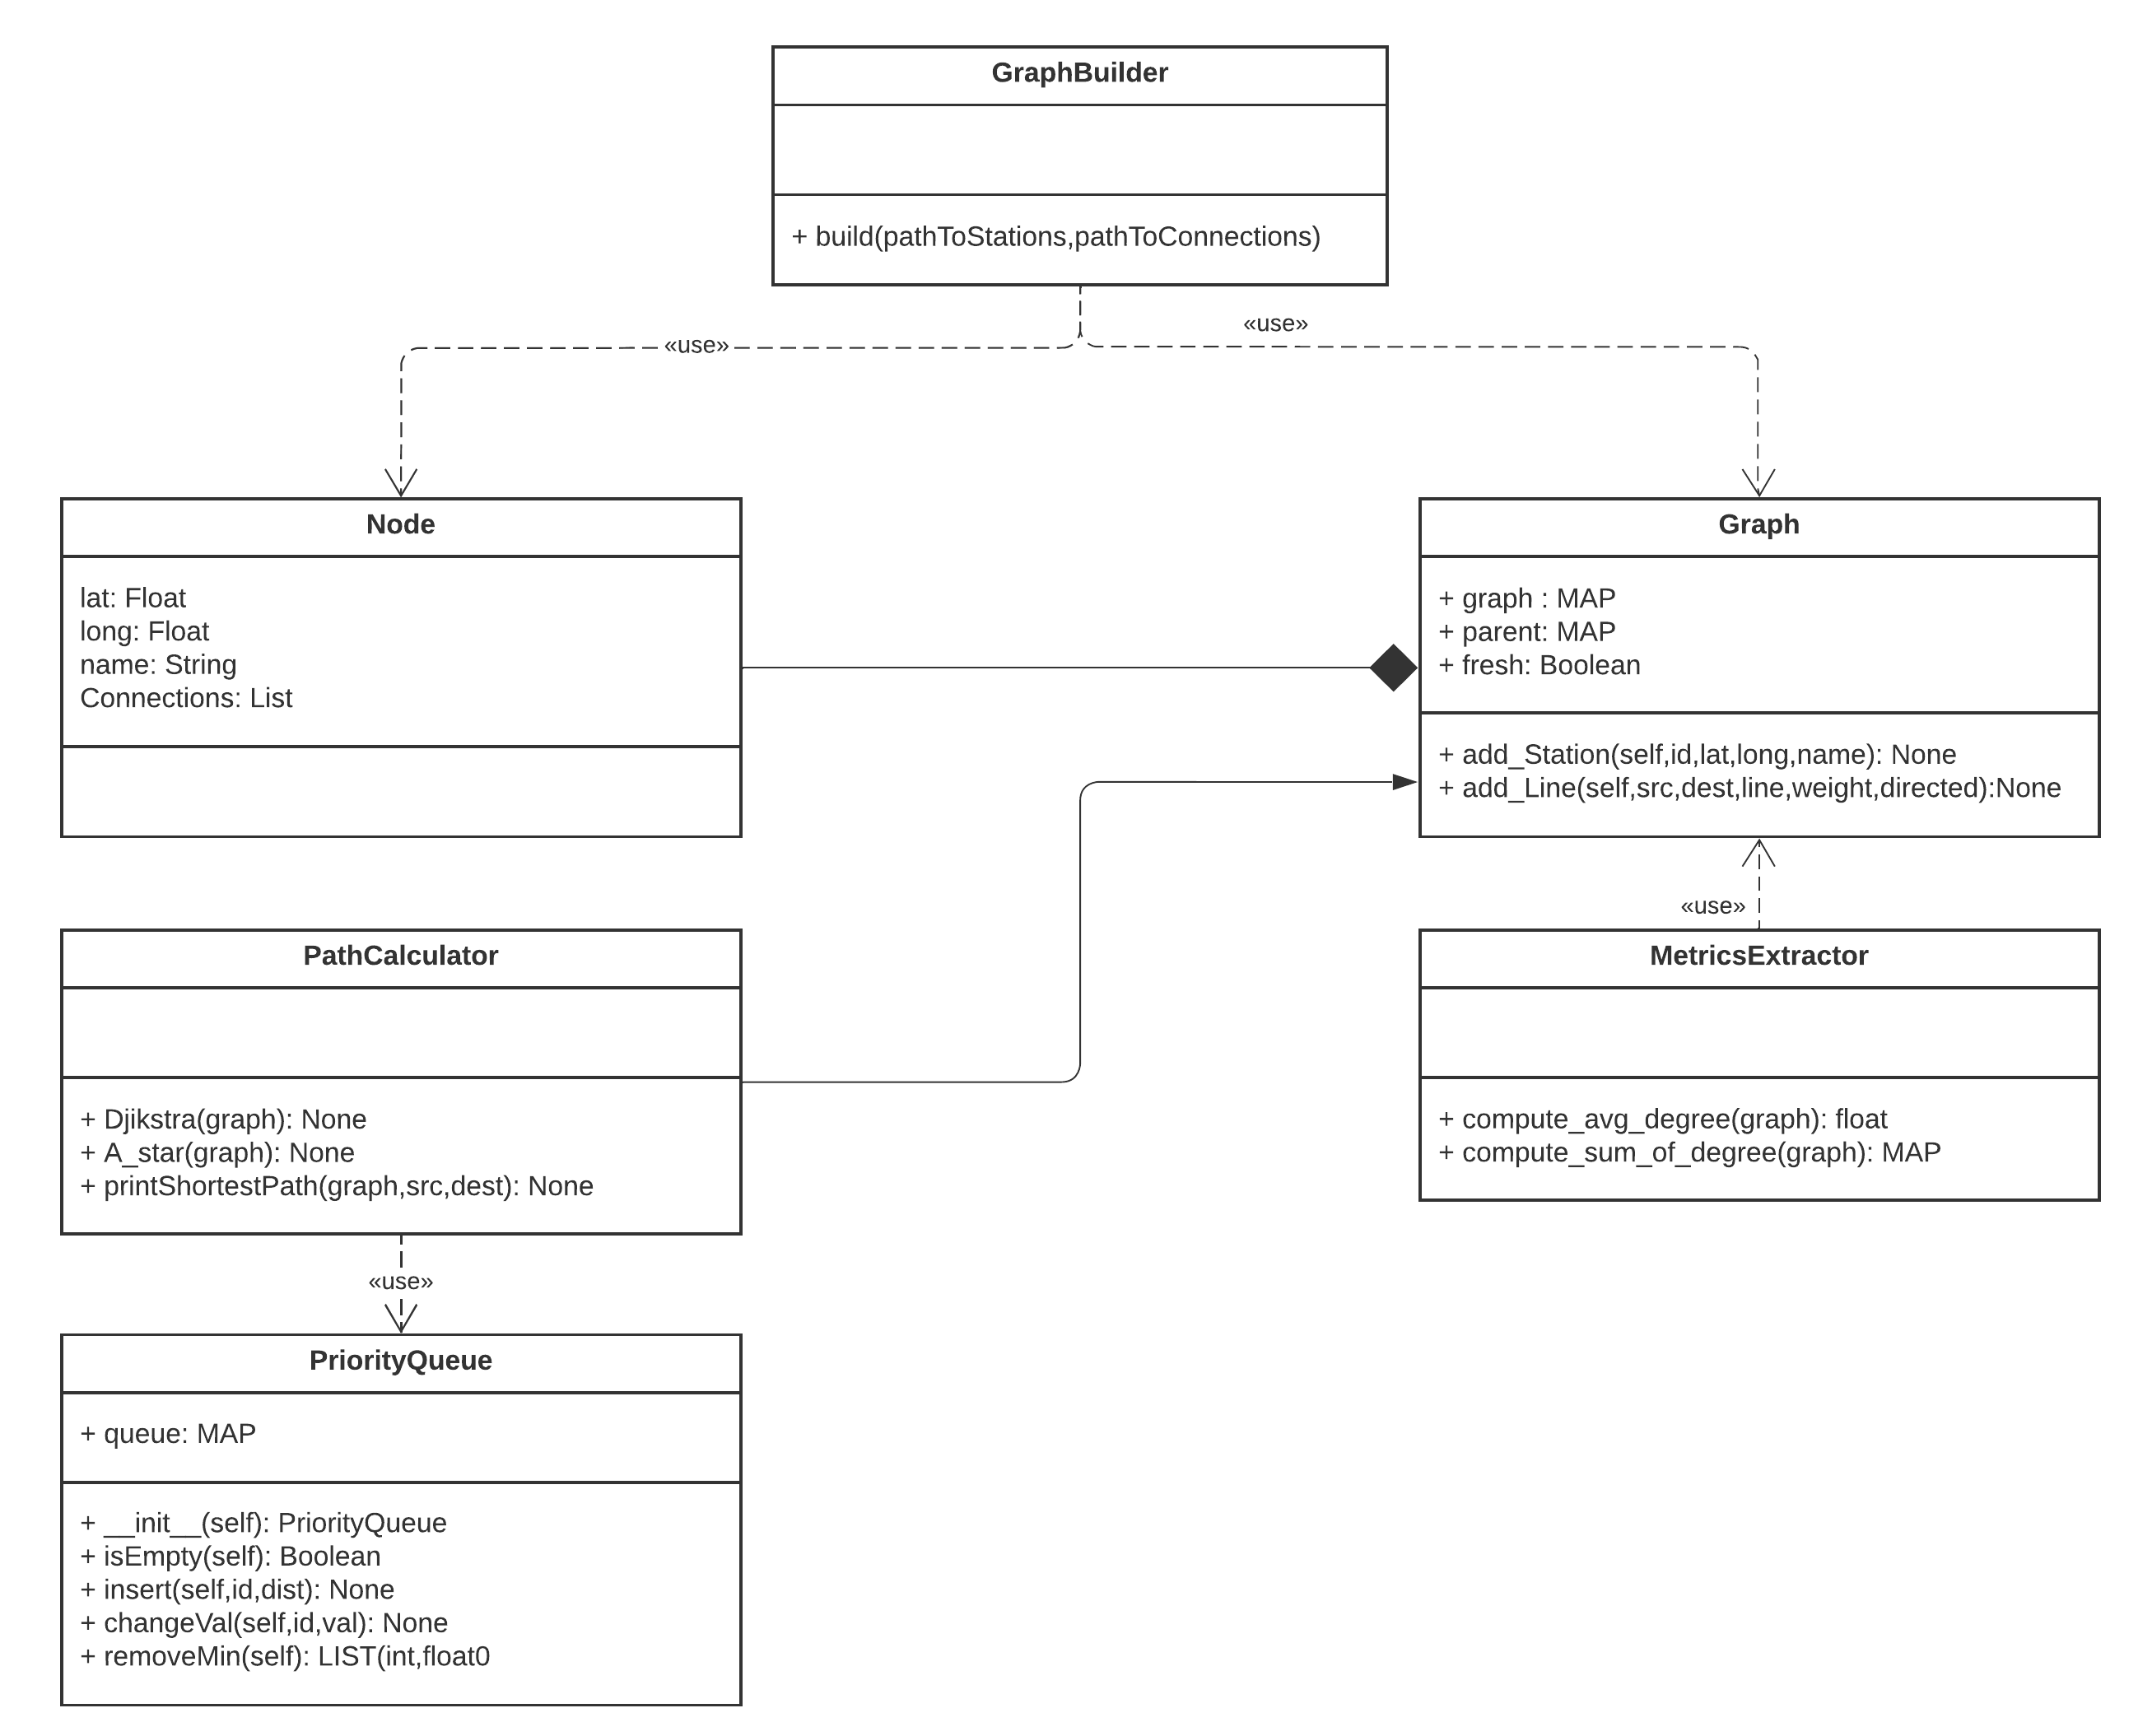 GraphBuilder
+ build(pathToStations,pathToConnections)
«use»
«use»
Node
lat: Float
long: Float
name: String
Connections: List
Graph
+ graph : MAP
+ parent: MAP
+ fresh: Boolean
+ add_Station(self,id,lat,long,name): None
+ add_Line(self,src,dest,line,weight,directed):None
«use»
PathCalculator
+ Djikstra(graph): None
+ A_star(graph): None
+ printShortestPath(graph,src,dest): None
MetricsExtractor
+ compute_avg_degree(graph): float
+ compute_sum_of_degree(graph): MAP
«use»
PriorityQueue
+ queue: MAP
+ __init__(self): PriorityQueue
+ isEmpty(self): Boolean
+ insert(self,id,dist): None
+ changeVal(self,id,val): None
+ removeMin(self): LIST(int,float0